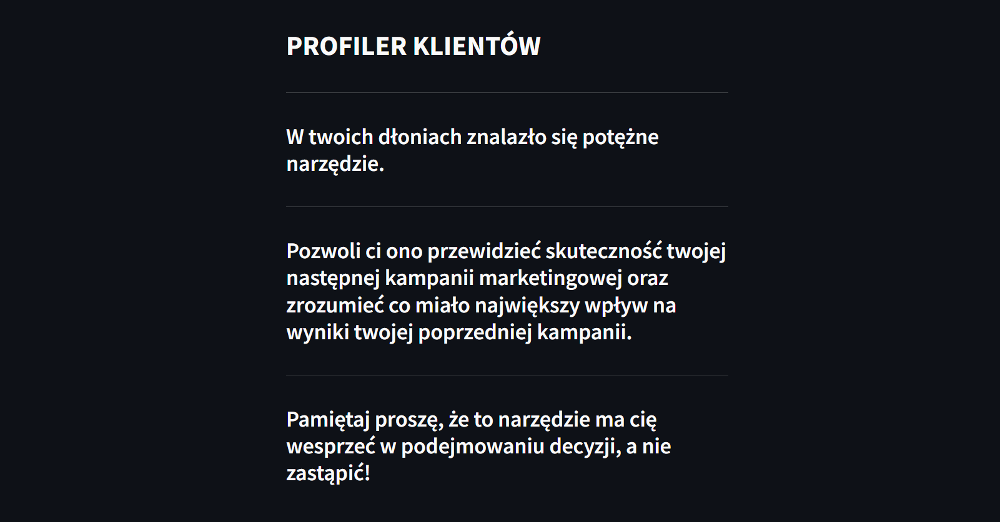 PROFILER KLIENTÓW
W twoich dłoniach znalazło się potężne
narzędzie.
Pozwoli ci ono przewidzieć skuteczność twojej
następnej kampanii marketingowej oraz
zrozumieć co miało największy wpływ na
wyniki twojej poprzedniej kampanii.
Pamiętaj proszę, że to narzędzie ma cię
wesprzeć w podejmowaniu decyzji, a nie
zastąpić!